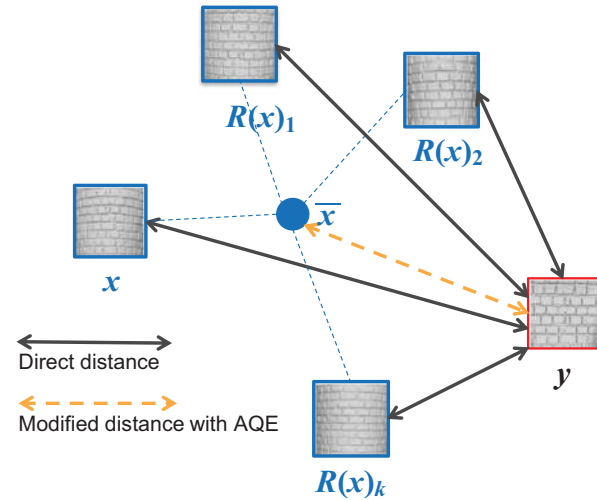 R(x)₁
R(x)₂
x̄
x
Direct distance
y
Modified distance with AQE
R(x)ₖ